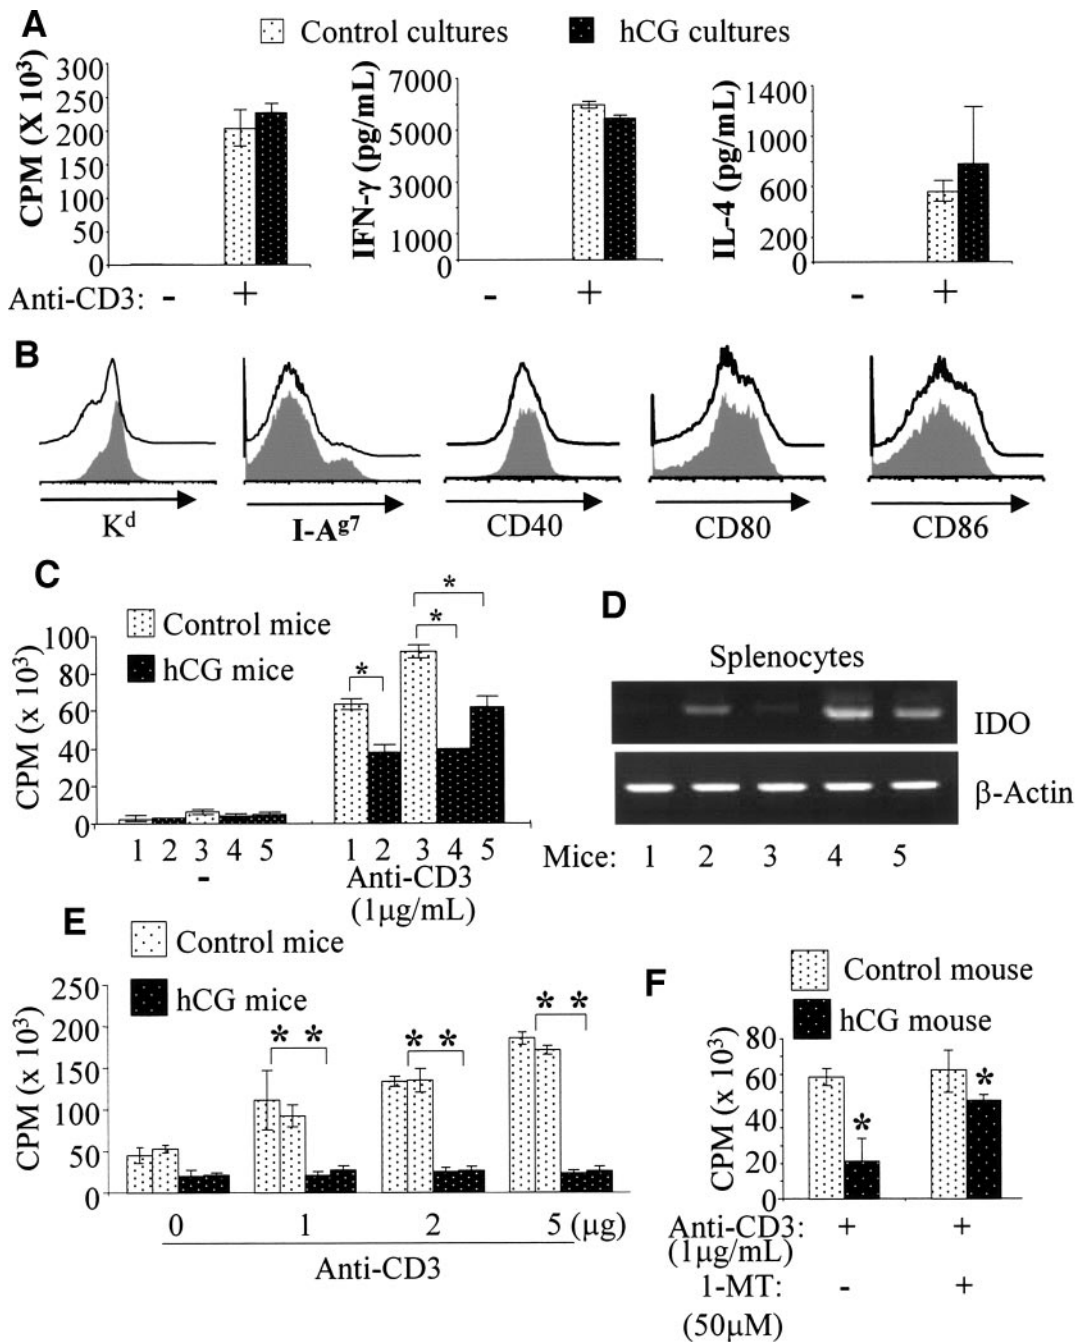 A
Control cultures
hCG cultures
CPM (X 10³)
300
250
200
150
100
50
0
IFN-γ (pg/mL)
7000
5000
3000
1000
0
IL-4 (pg/mL)
1400
1000
600
200
0
Anti-CD3: - + - + - +
B
Kᵈ
I-Aᵍ⁷
CD40
CD80
CD86
C
Control mice
hCG mice
CPM (x 10³)
100
80
60
40
20
0
* * *
1 2 3 4 5 1 2 3 4 5
-
Anti-CD3
(1μg/mL)
D
Splenocytes
IDO
β-Actin
Mice: 1 2 3 4 5
E
Control mice
hCG mice
CPM (x 10³)
250
200
150
100
50
0
* * * * * *
0 1 2 5 (μg)
Anti-CD3
F
Control mouse
hCG mouse
CPM (x 10³)
80
60
40
20
0
* *
Anti-CD3: + +
(1μg/mL)
1-MT: - +
(50μM)